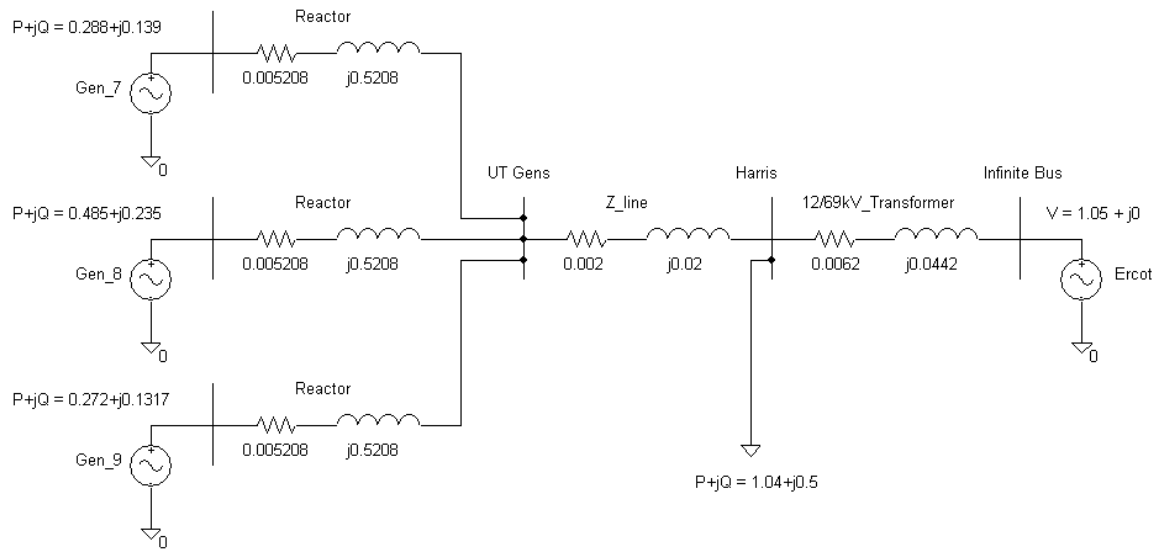 Reactor
P+jQ = 0.288+j0.139
0.005208
j0.5208
Gen_7
0
UT Gens
Harris
Infinite Bus
P+jQ = 0.485+j0.235
Reactor
Z_line
12/69kV_Transformer
V = 1.05 + j0
0.005208
j0.5208
0.002
j0.02
0.0062
j0.0442
Gen_8
Ercot
0
0
Reactor
P+jQ = 0.272+j0.1317
0.005208
j0.5208
Gen_9
P+jQ = 1.04+j0.5
0